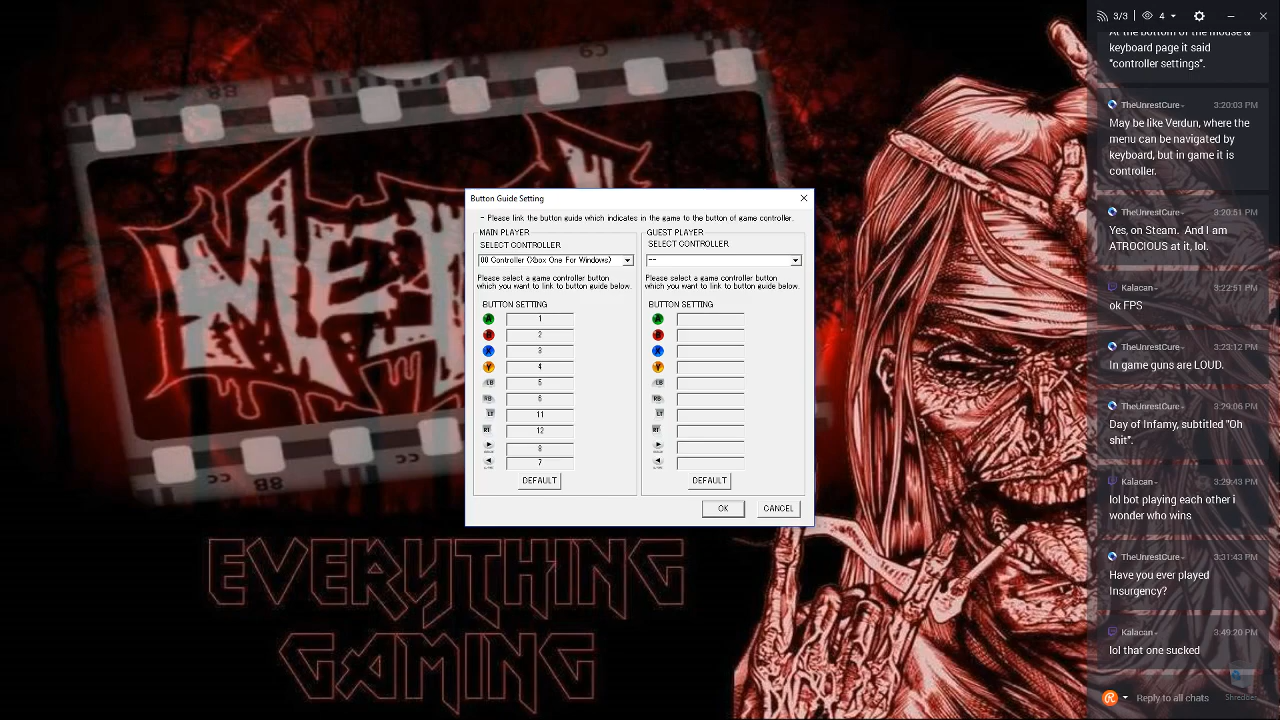 3/3
4
At the bottom of the mouse &
keyboard page it said
"controller settings".
TheUnrestCure-
3:20:03 PM
May be like Verdun, where the
menu can be navigated by
keyboard, but in game it is
controller.
TheUnrestCure-
3:20:51 PM
Yes, on Steam. And I am
ATROCIOUS at it, lol.
Kalacan-
3:22:51 PM
ok FPS
TheUnrestCure-
3:23:12 PM
In game guns are LOUD.
TheUnrestCure-
3:29:06 PM
Day of Infamy, subtitled "Oh
shit".
Kalacan-
3:29:43 PM
lol bot playing each other i
wonder who wins
TheUnrestCure-
3:31:43 PM
Have you ever played
Insurgency?
Kalacan-
3:49:20 PM
lol that one sucked
Reply to all chats
Button Guide Setting
- Please link the button guide which indicates in the game to the button of game controller.
MAIN PLAYER
SELECT CONTROLLER
00 Controller (Xbox One For Windows)
Please select a game controller button
which you want to link to button guide below.
BUTTON SETTING
A 1
B 2
X 3
Y 4
LB 5
RB 6
LT 11
RT 12
8
7
DEFAULT
GUEST PLAYER
SELECT CONTROLLER
--
Please select a game controller button
which you want to link to button guide below.
BUTTON SETTING
A
B
X
Y
LB
RB
LT
RT
DEFAULT
OK
CANCEL
EVERYTHING
GAMING